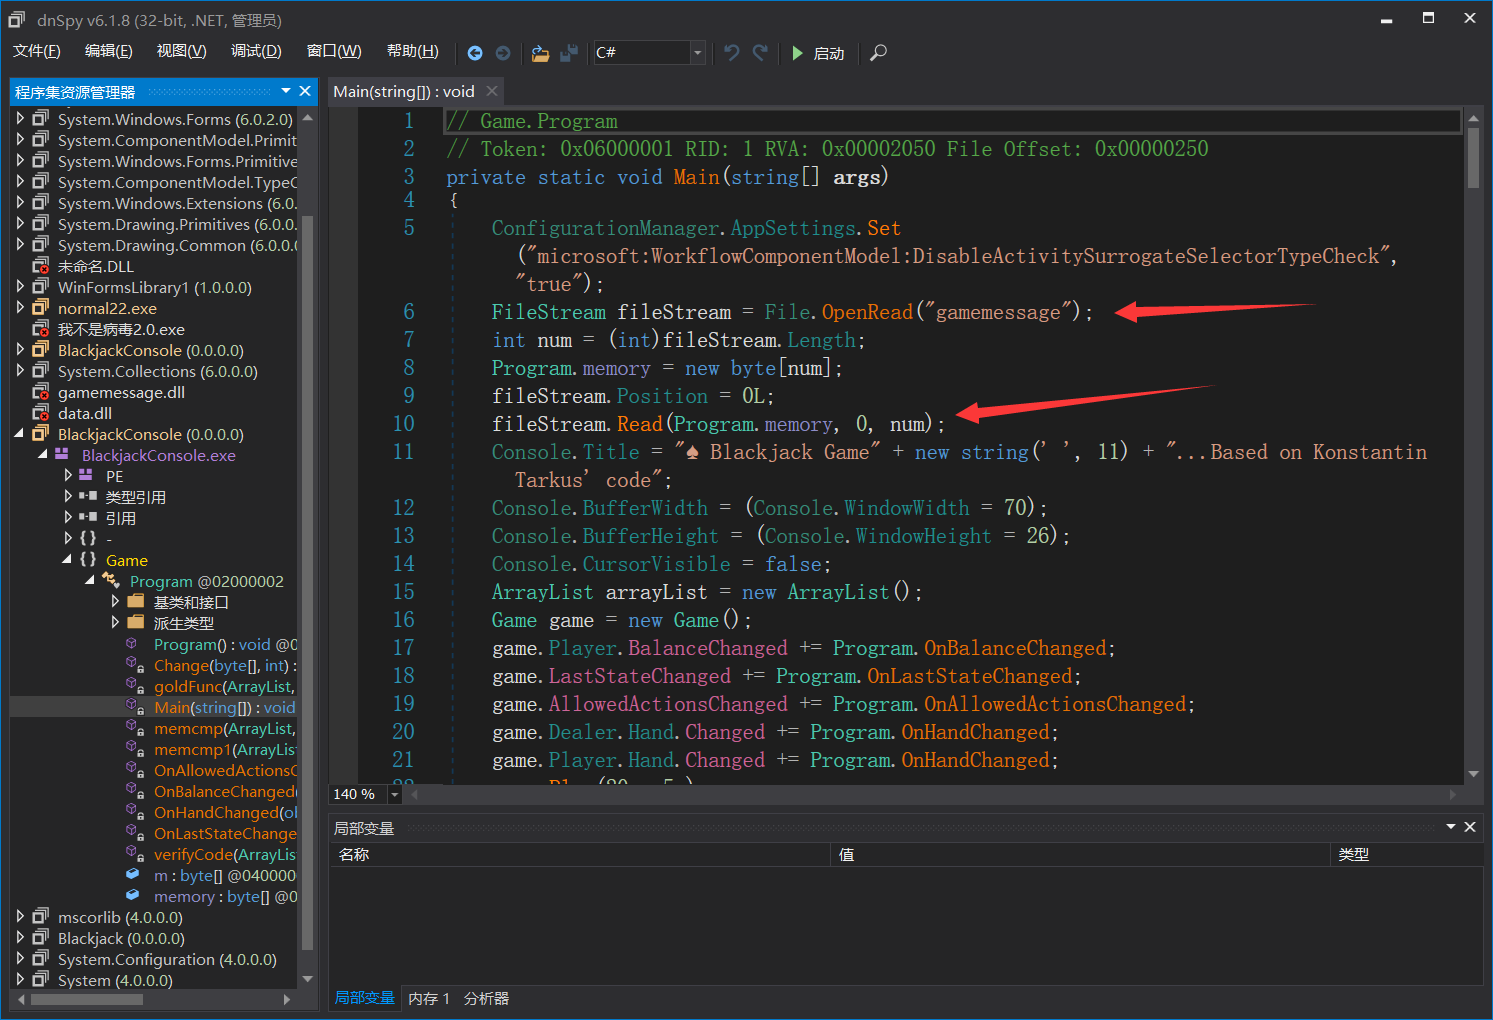 dnSpy v6.1.8 (32-bit, .NET, 管理员)
文件(F) 编辑(E) 视图(V) 调试(D) 窗口(W) 帮助(H) C# 启动
程序集资源管理器
System.Windows.Forms (6.0.2.0)
System.ComponentModel.Primit
System.Windows.Forms.Primitive
System.ComponentModel.TypeC
System.Windows.Extensions (6.0.
System.Drawing.Primitives (6.0.0.
System.Drawing.Common (6.0.0.0
未命名.DLL
WinFormsLibrary1 (1.0.0.0)
normal22.exe
我不是病毒2.0.exe
BlackjackConsole (0.0.0.0)
System.Collections (6.0.0.0)
gamemessage.dll
data.dll
BlackjackConsole (0.0.0.0)
BlackjackConsole.exe
PE
类型引用
引用
{ } -
{ } Game
Program @02000002
基类和接口
派生类型
Program() : void @0
Change(byte[], int) :
goldFunc(ArrayList,
Main(string[]) : void
memcmp(ArrayList,
memcmp1(ArrayList
OnAllowedActionsC
OnBalanceChanged(
OnHandChanged(ob
OnLastStateChange
verifyCode(ArrayLis
m : byte[] @040000
memory : byte[] @0
mscorlib (4.0.0.0)
Blackjack (0.0.0.0)
System.Configuration (4.0.0.0)
System (4.0.0.0)
Main(string[]) : void
1 // Game.Program
2 // Token: 0x06000001 RID: 1 RVA: 0x00002050 File Offset: 0x00000250
3 private static void Main(string[] args)
4 {
5 ConfigurationManager.AppSettings.Set
("microsoft:WorkflowComponentModel:DisableActivitySurrogateSelectorTypeCheck",
"true");
6 FileStream fileStream = File.OpenRead("gamemessage");
7 int num = (int)fileStream.Length;
8 Program.memory = new byte[num];
9 fileStream.Position = 0L;
10 fileStream.Read(Program.memory, 0, num);
11 Console.Title = "♠ Blackjack Game" + new string(' ', 11) + "...Based on Konstantin
Tarkus' code";
12 Console.BufferWidth = (Console.WindowWidth = 70);
13 Console.BufferHeight = (Console.WindowHeight = 26);
14 Console.CursorVisible = false;
15 ArrayList arrayList = new ArrayList();
16 Game game = new Game();
17 game.Player.BalanceChanged += Program.OnBalanceChanged;
18 game.LastStateChanged += Program.OnLastStateChanged;
19 game.AllowedActionsChanged += Program.OnAllowedActionsChanged;
20 game.Dealer.Hand.Changed += Program.OnHandChanged;
21 game.Player.Hand.Changed += Program.OnHandChanged;
140 %
局部变量
名称 值 类型
局部变量 内存 1 分析器